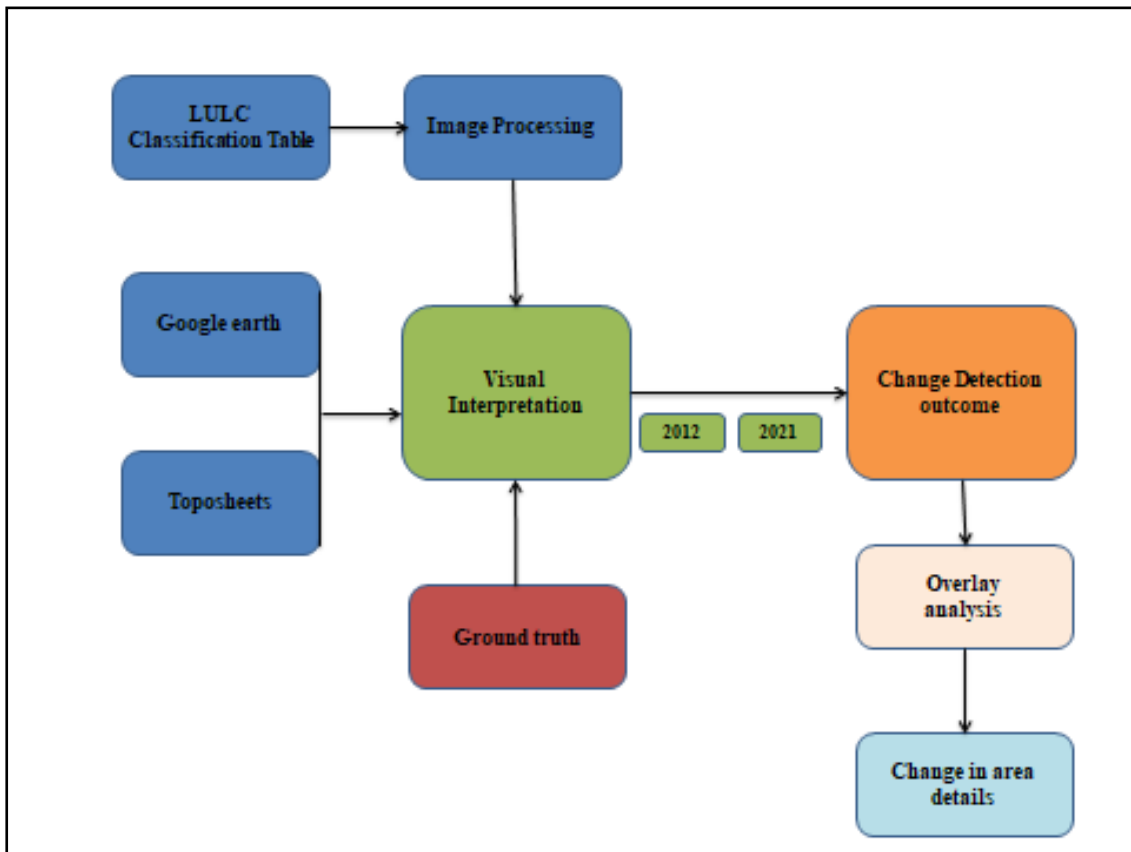 LULC
Classification Table
Image Processing
Google earth
Visual
Interpretation
Change Detection
outcome
2012
2021
Toposheets
Overlay
analysis
Ground truth
Change in area
details